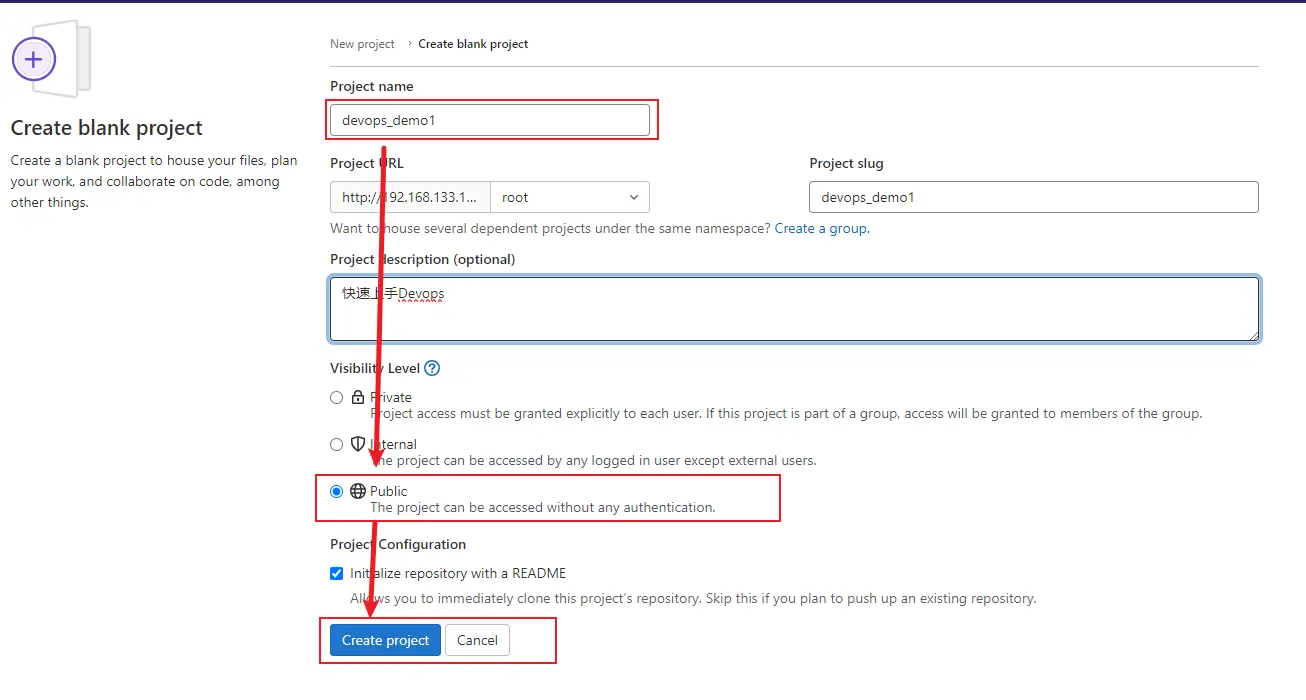 New project › Create blank project
Create blank project
Create a blank project to house your files, plan
your work, and collaborate on code, among
other things.
Project name
devops_demo1
Project URL
Project slug
http://192.168.133.1...
root
devops_demo1
Want to house several dependent projects under the same namespace? Create a group.
Project description (optional)
快速上手Devops
Visibility Level ?
Private
Project access must be granted explicitly to each user. If this project is part of a group, access will be granted to members of the group.
Internal
The project can be accessed by any logged in user except external users.
Public
The project can be accessed without any authentication.
Project Configuration
Initialize repository with a README
Allows you to immediately clone this project's repository. Skip this if you plan to push up an existing repository.
Create project
Cancel